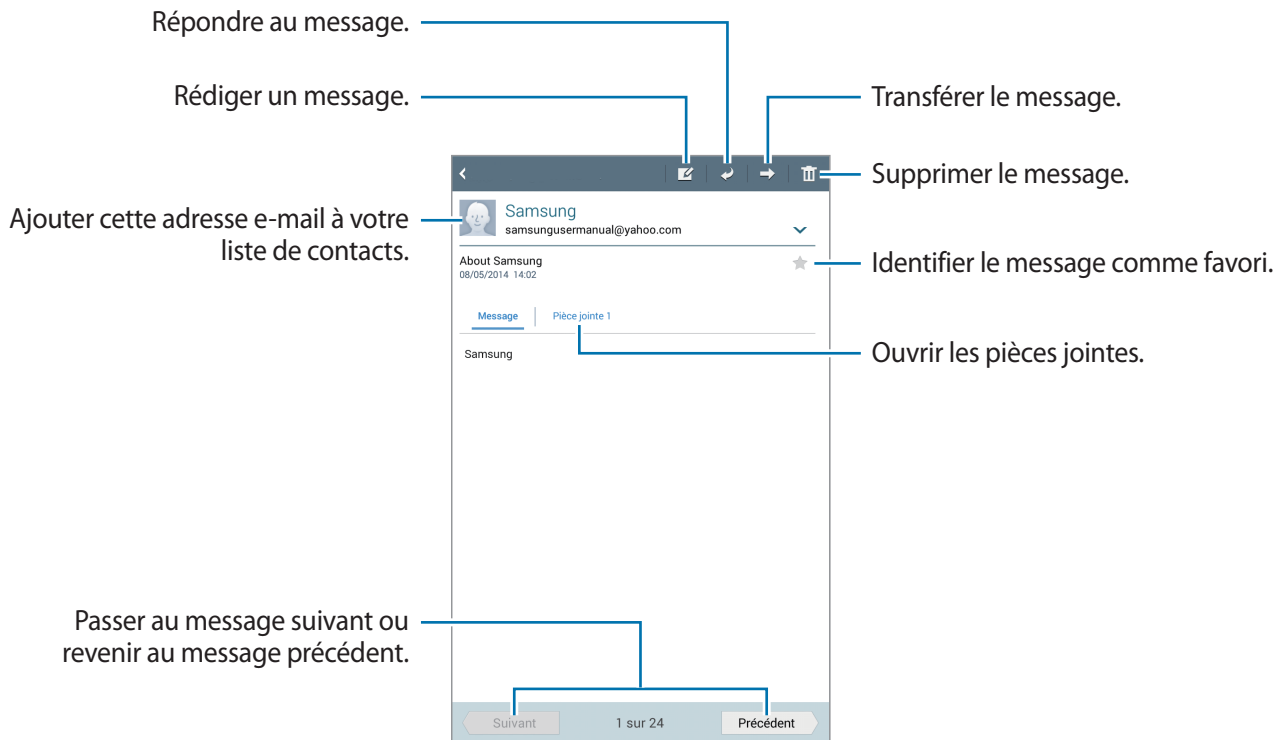 Répondre au message.
Rédiger un message.
Transférer le message.
Supprimer le message.
Ajouter cette adresse e-mail à votre
liste de contacts.
Samsung
samsungusermanual@yahoo.com
About Samsung
08/05/2014 14:02
Identifier le message comme favori.
Message
Pièce jointe 1
Ouvrir les pièces jointes.
Samsung
Passer au message suivant ou
revenir au message précédent.
Suivant
1 sur 24
Précédent